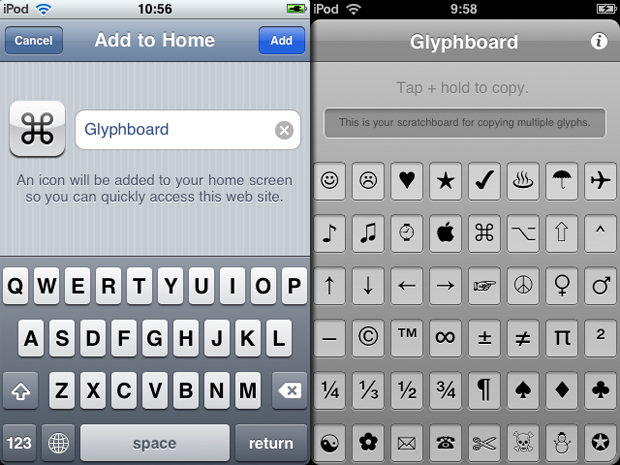 iPod 10:56
Cancel Add to Home Add
⌘ Glyphboard
An icon will be added to your home screen
so you can quickly access this web site.
Q W E R T Y U I O P
A S D F G H J K L
Z X C V B N M
123 space return
iPod 9:58
Glyphboard i
Tap + hold to copy.
This is your scratchboard for copying multiple glyphs.
☺ ☹ ♥ ★ ✔ ♨ ☂ ✈
♪ ♫ ⌚  ⌘ ⌥ ⇧ ^
↑ ↓ ← → ☞ ☮ ♀ ♂
– © ™ ∞ ± ≠ π ²
¼ ⅓ ½ ¾ ¶ ♠ ♦ ♣
☯ ✿ ✉ ☎ ✄ ☠ ☃ ✪